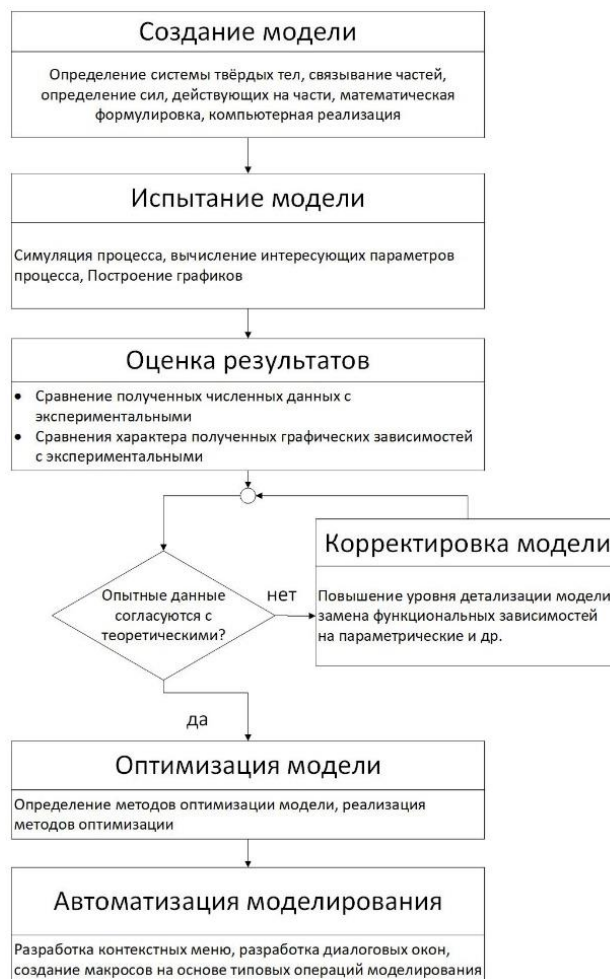 Создание модели
Определение системы твёрдых тел, связывание частей,
определение сил, действующих на части, математическая
формулировка, компьютерная реализация
Испытание модели
Симуляция процесса, вычисление интересующих параметров
процесса, Построение графиков
Оценка результатов
• Сравнение полученных численных данных с
экспериментальными
• Сравнения характера полученных графических зависимостей
с экспериментальными
Корректировка модели
Повышение уровня детализации модели
замена функциональных зависимостей
на параметрические и др.
Опытные данные
согласуются с
теоретическими?
нет
да
Оптимизация модели
Определение методов оптимизации модели, реализация
методов оптимизации
Автоматизация моделирования
Разработка контекстных меню, разработка диалоговых окон,
создание макросов на основе типовых операций моделирования